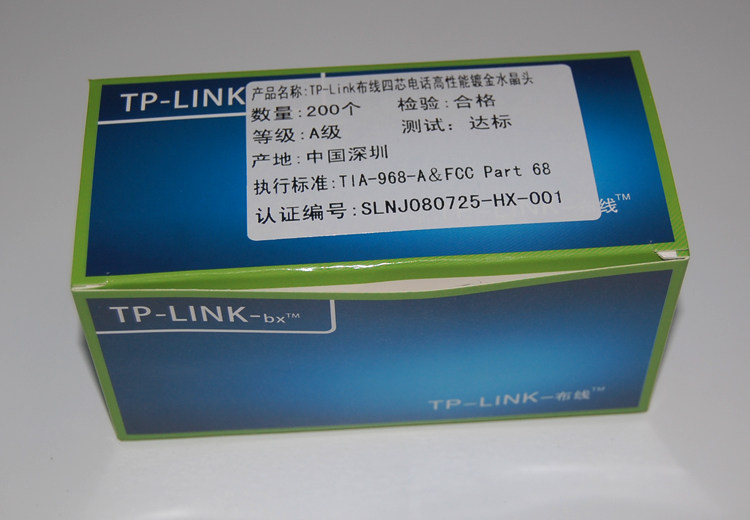 TP-LINK
产品名称:TP-Link布线四芯电话高性能镀金水晶头
数量:200个 检验:合格
等级:A级 测试: 达标
产地:中国深圳
执行标准:TIA-968-A&FCC Part 68
认证编号:SLNJ080725-HX-001
线™
TP-LINK-bx™
TP-LINK-布线™